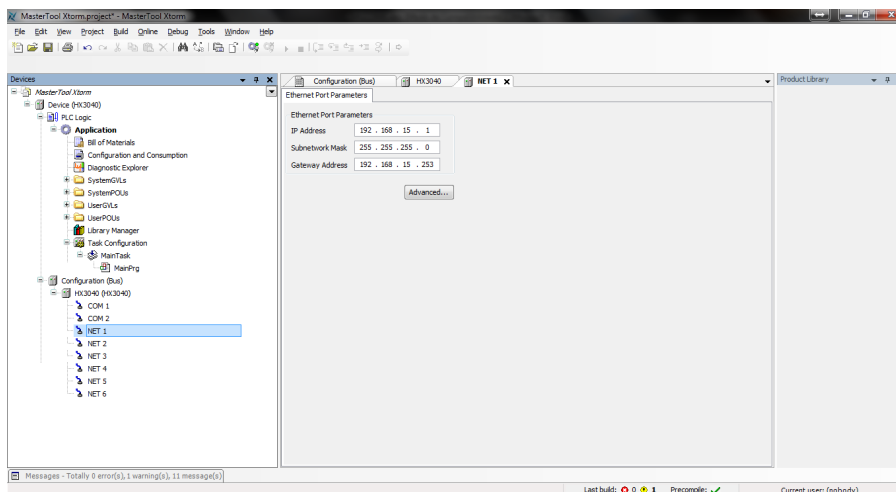 MasterTool Xtorm.project* - MasterTool Xtorm
File Edit View Project Build Online Debug Tools Window Help
Devices
MasterTool Xtorm
Device (HX3040)
PLC Logic
Application
Bill of Materials
Configuration and Consumption
Diagnostic Explorer
SystemGVLs
SystemPOUs
UserGVLs
UserPOUs
Library Manager
Task Configuration
MainTask
MainPrg
Configuration (Bus)
HX3040 (HX3040)
COM 1
COM 2
NET 1
NET 2
NET 3
NET 4
NET 5
NET 6
Configuration (Bus) HX3040 NET 1
Ethernet Port Parameters
Ethernet Port Parameters
IP Address 192 . 168 . 15 . 1
Subnetwork Mask 255 . 255 . 255 . 0
Gateway Address 192 . 168 . 15 . 253
Advanced...
Product Library
Messages - Totally 0 error(s), 1 warning(s), 11 message(s)
Last build: 0 1 Precompile: Current user: (nobody)